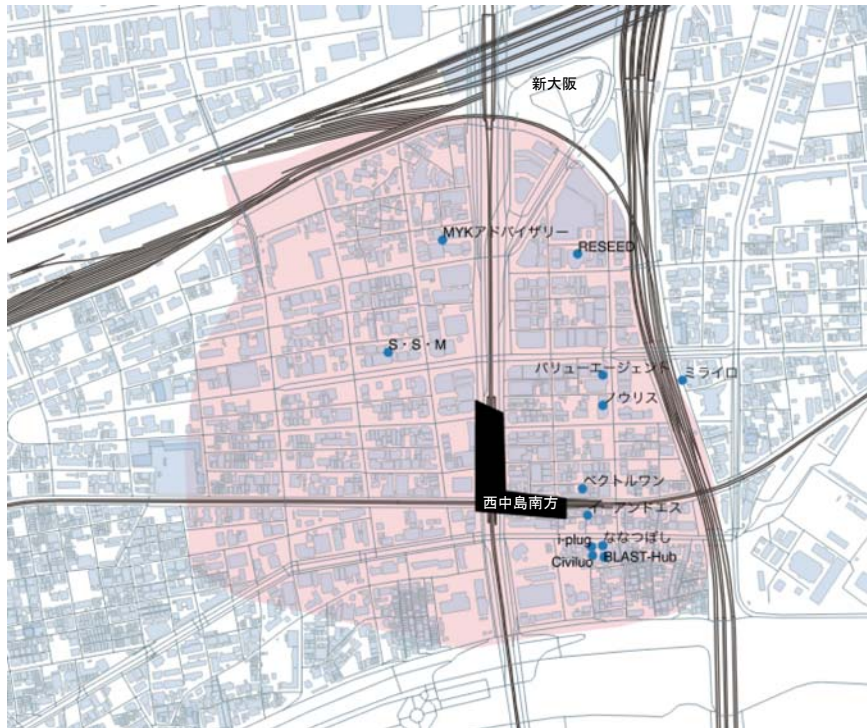 新大阪
MYKアドバイザリー
RESEED
S・S・M
バリューエージェント
ミライロ
ノウリス
ベクトルワン
西中島南方
イーアンドエス
i-plug
ななつぼし
Civiluo
BLAST-Hub